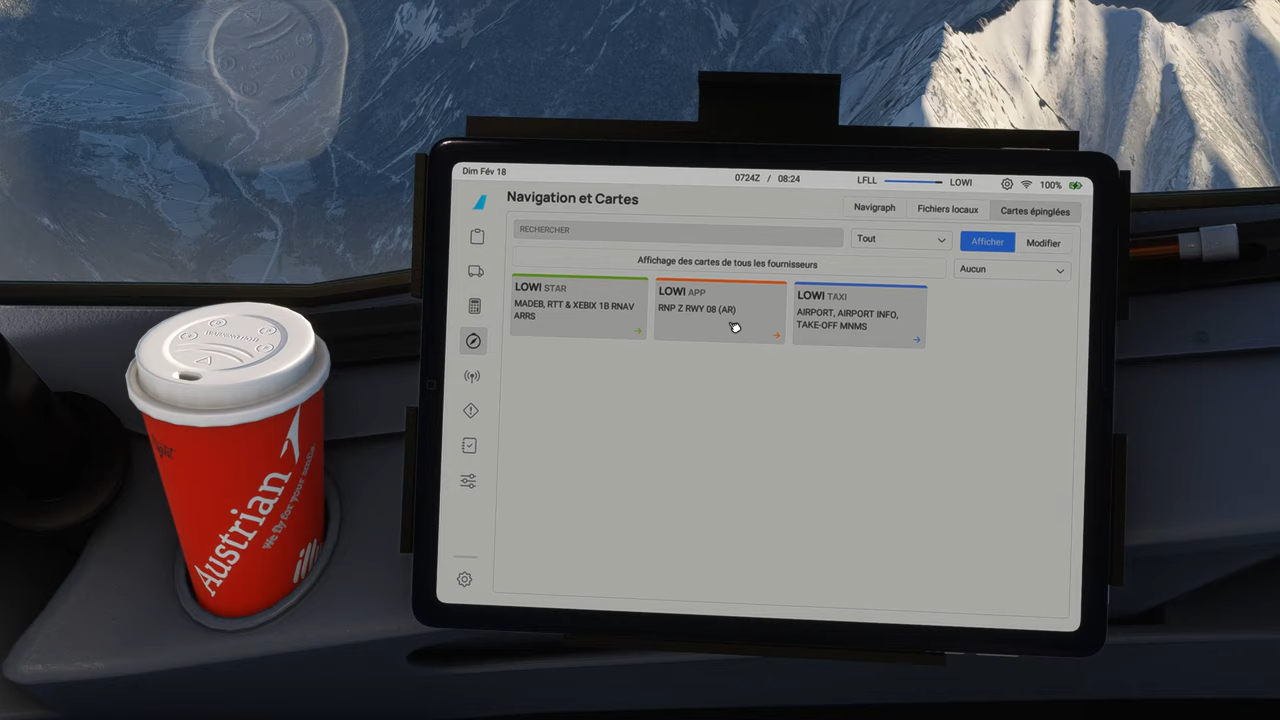 Dim Fév 18
0724Z / 08:24
LFLL
LOWI
100%
Navigation et Cartes
Navigraph
Fichiers locaux
Cartes épinglées
RECHERCHER
Tout
Afficher
Modifier
Affichage des cartes de tous les fournisseurs
Aucun
LOWI STAR
MADEB, RTT & XEBIX 1B RNAV
ARRS
LOWI APP
RNP Z RWY 08 (AR)
LOWI TAXI
AIRPORT, AIRPORT INFO,
TAKE-OFF MNMS
Austrian
We fly for your smile.